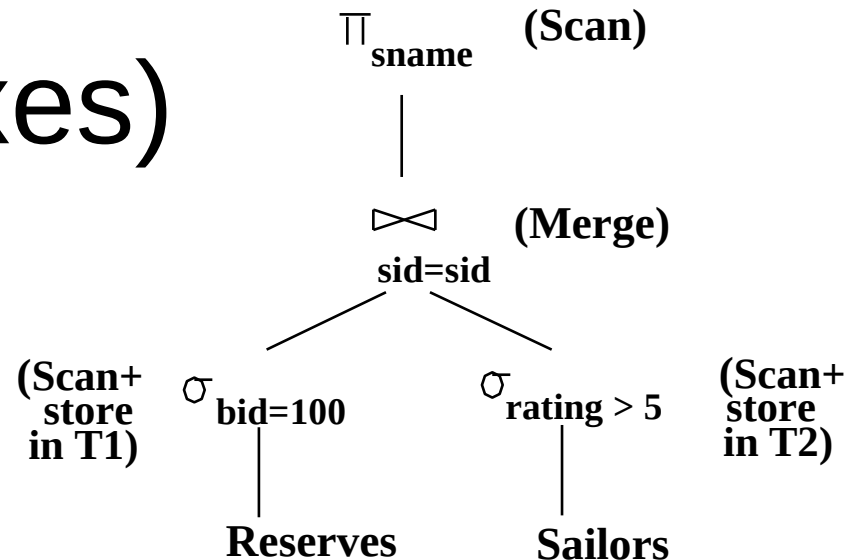 π sname (Scan)
xes)
⋈ (Merge)
sid=sid
(Scan+
store
in T1)
σ bid=100
σ rating > 5
(Scan+
store
in T2)
Reserves Sailors